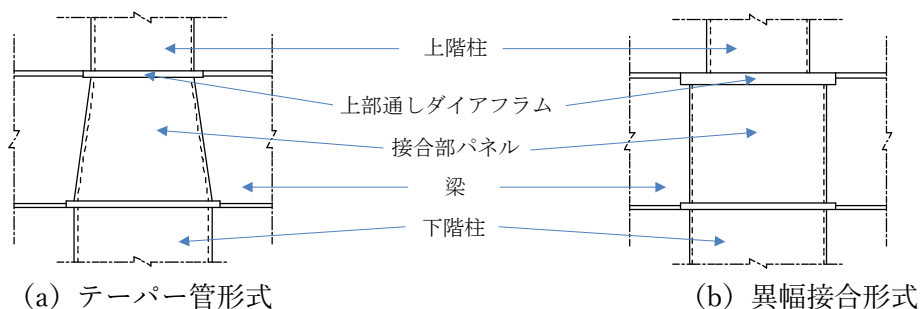 上階柱
上部通しダイアフラム
接合部パネル
梁
下階柱
(a) テーパー管形式
(b) 異幅接合形式